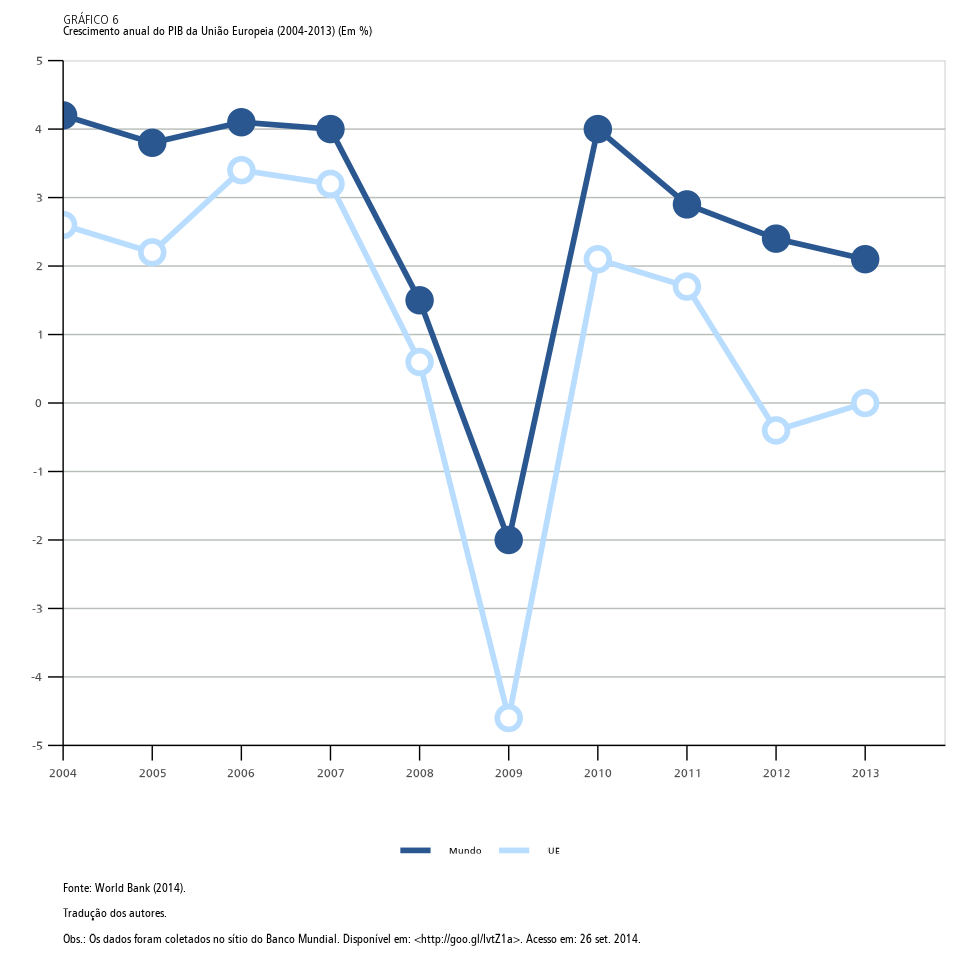 GRÁFICO 6
Crescimento anual do PIB da União Europeia (2004-2013) (Em %)
5
4
3
2
1
0
-1
-2
-3
-4
-5
2004 2005 2006 2007 2008 2009 2010 2011 2012 2013
Mundo UE
Fonte: World Bank (2014).
Tradução dos autores.
Obs.: Os dados foram coletados no sítio do Banco Mundial. Disponível em: <http://goo.gl/lvtZ1a>. Acesso em: 26 set. 2014.